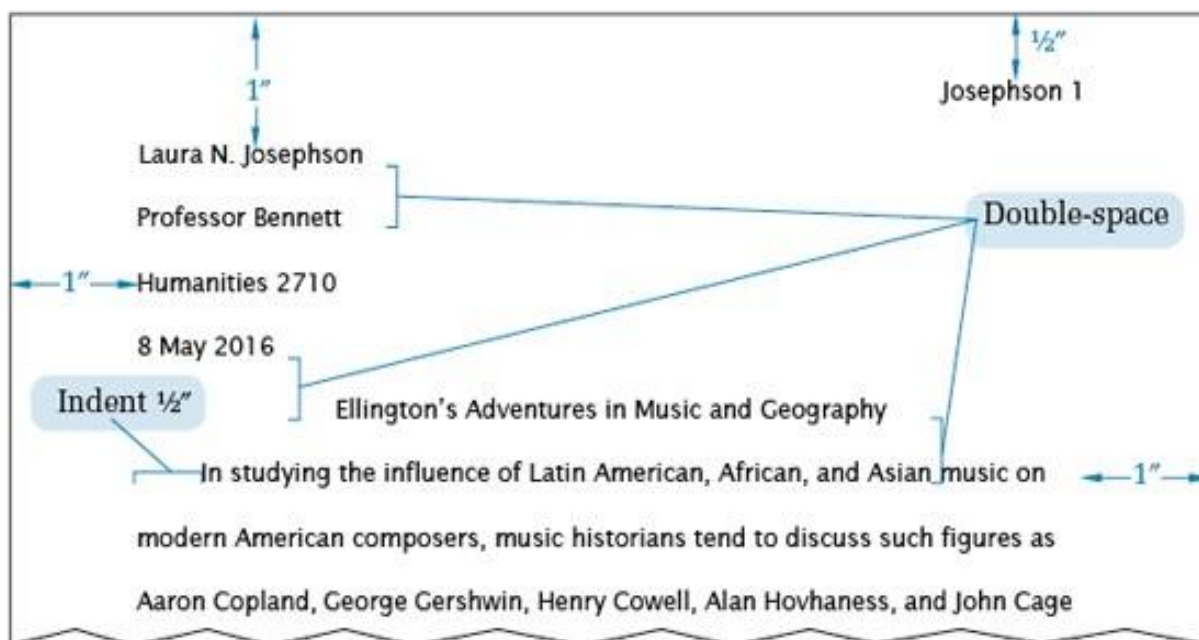 ½″
1″
Josephson 1
Laura N. Josephson
Professor Bennett
Double-space
1″
Humanities 2710
8 May 2016
Indent ½″
Ellington’s Adventures in Music and Geography
In studying the influence of Latin American, African, and Asian music on
1″
modern American composers, music historians tend to discuss such figures as
Aaron Copland, George Gershwin, Henry Cowell, Alan Hovhaness, and John Cage